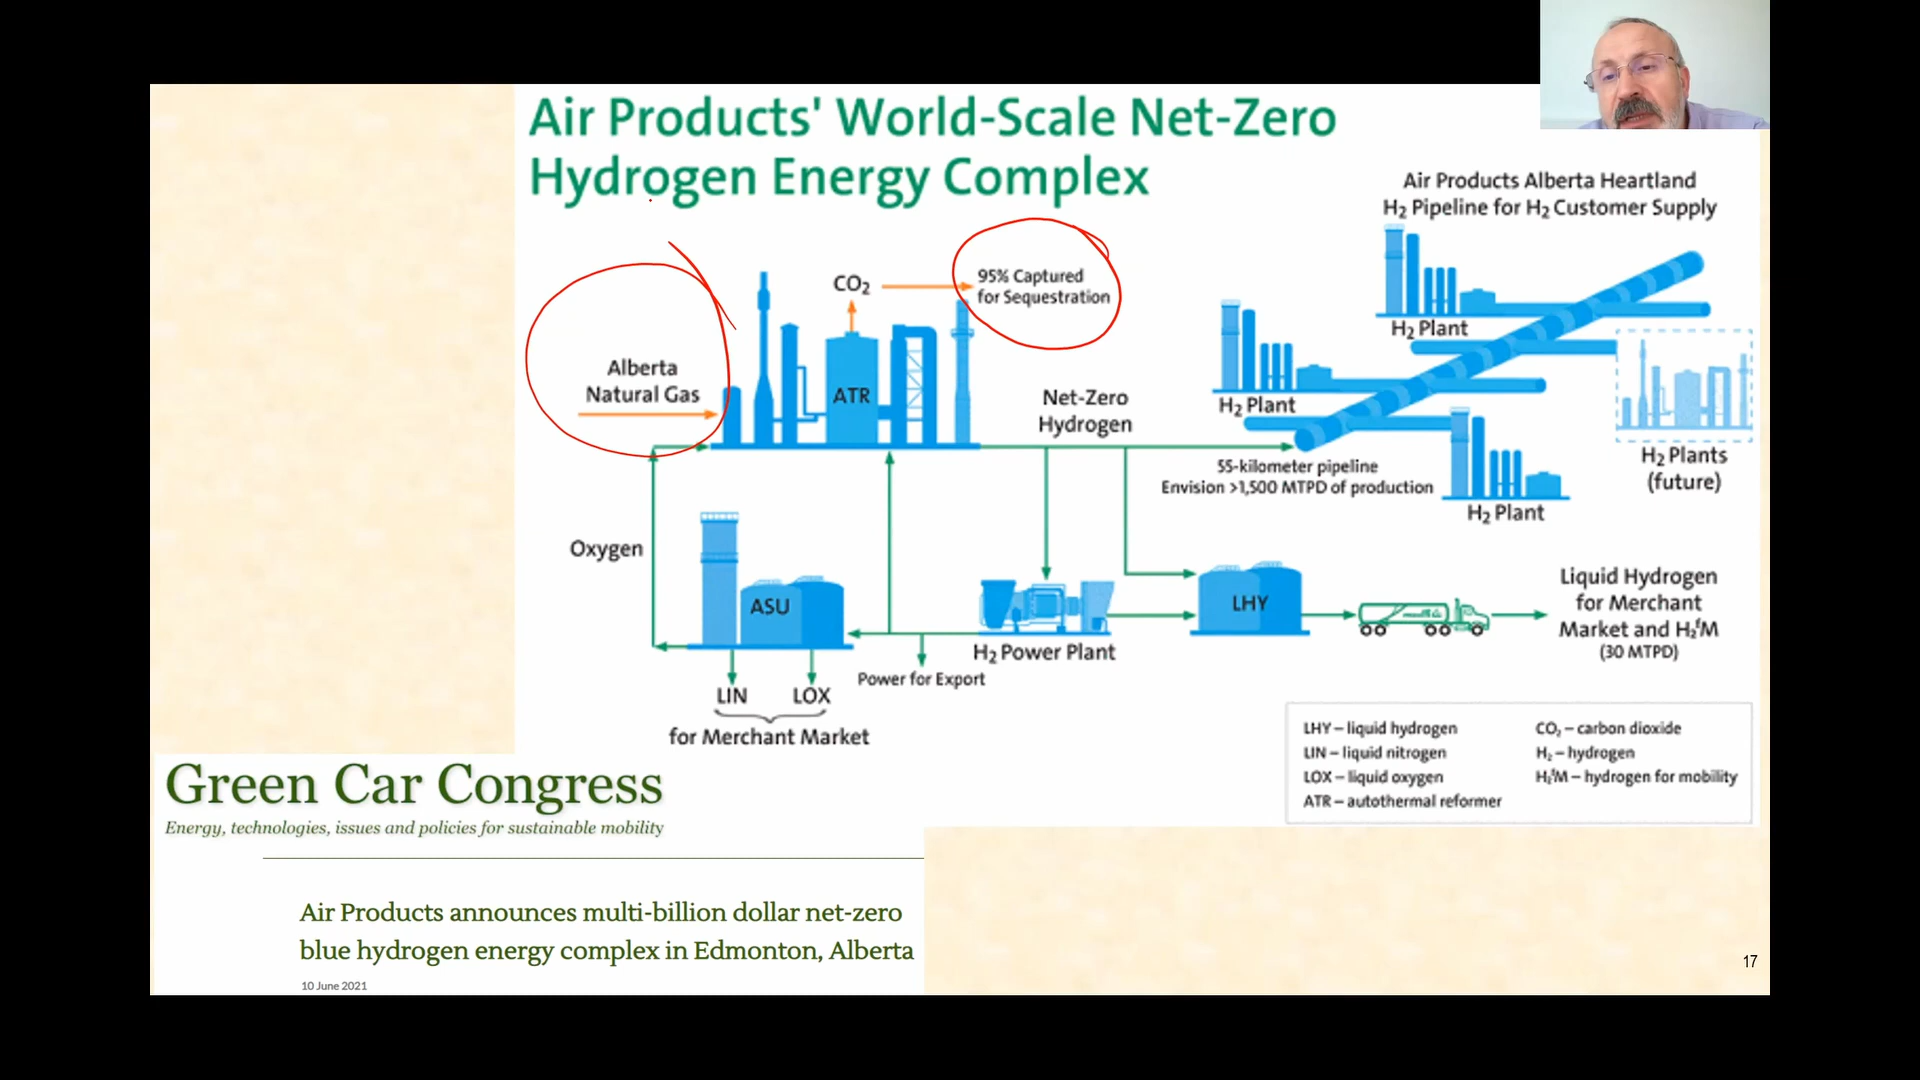 Air Products' World-Scale Net-Zero
Hydrogen Energy Complex
Air Products Alberta Heartland
H₂ Pipeline for H₂ Customer Supply
CO₂
95% Captured
for Sequestration
Alberta
Natural Gas
ATR
Net-Zero
Hydrogen
H₂ Plant
H₂ Plant
55-kilometer pipeline
Envision >1,500 MTPD of production
H₂ Plants
(future)
H₂ Plant
Oxygen
ASU
H₂ Power Plant
LHY
Liquid Hydrogen
for Merchant
Market and H₂fM
(30 MTPD)
Power for Export
LIN
LOX
for Merchant Market
LHY – liquid hydrogen
LIN – liquid nitrogen
LOX – liquid oxygen
ATR – autothermal reformer
CO₂ – carbon dioxide
H₂ – hydrogen
H₂fM – hydrogen for mobility
Green Car Congress
Energy, technologies, issues and policies for sustainable mobility
Air Products announces multi-billion dollar net-zero
blue hydrogen energy complex in Edmonton, Alberta
10 June 2021
17